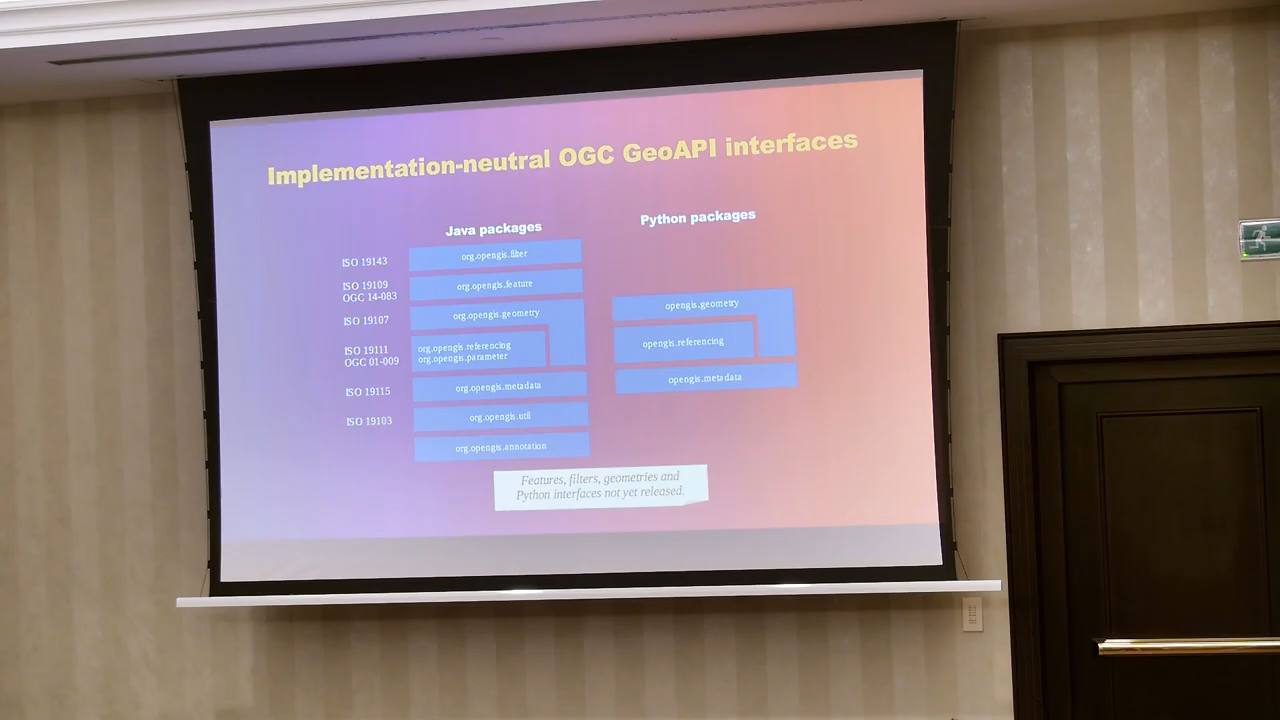 Implementation-neutral OGC GeoAPI interfaces
Java packages
Python packages
ISO 19143
org.opengis.filter
ISO 19109
OGC 14-083
org.opengis.feature
ISO 19107
org.opengis.geometry
opengis.geometry
ISO 19111
OGC 01-009
org.opengis.referencing
org.opengis.parameter
opengis.referencing
ISO 19115
org.opengis.metadata
opengis.metadata
ISO 19103
org.opengis.util
org.opengis.annotation
Features, filters, geometries and
Python interfaces not yet released.